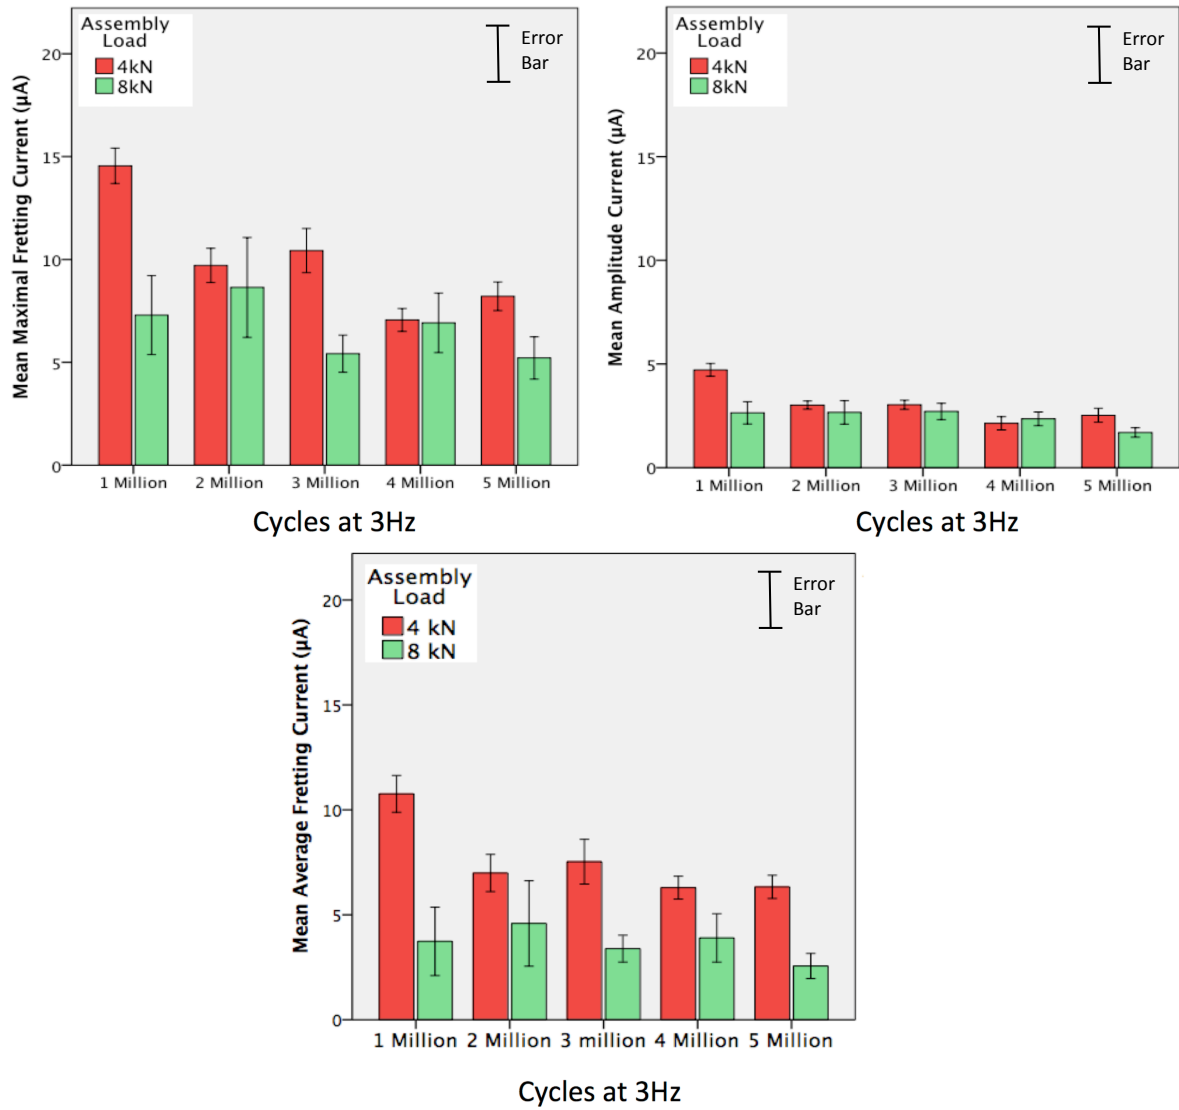 Assembly
Load
4kN
8kN
Error
Bar
Mean Maximal Fretting Current (µA)
20
15
10
5
0
1 Million
2 Million
3 Million
4 Million
5 Million
Cycles at 3Hz
Assembly
Load
4kN
8kN
Error
Bar
Mean Amplitude Current (µA)
20
15
10
5
0
1 Million
2 Million
3 Million
4 Million
5 Million
Cycles at 3Hz
Assembly
Load
4 kN
8 kN
Error
Bar
Mean Average Fretting Current (µA)
20
15
10
5
0
1 Million
2 Million
3 million
4 Million
5 Million
Cycles at 3Hz